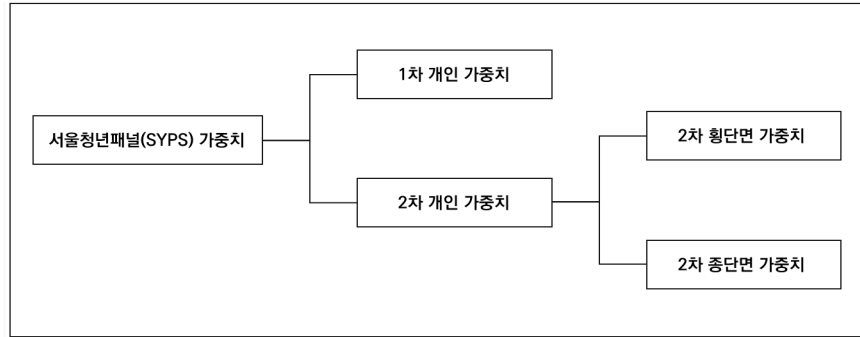 서울청년패널(SYPS) 가중치
1차 개인 가중치
2차 개인 가중치
2차 횡단면 가중치
2차 종단면 가중치